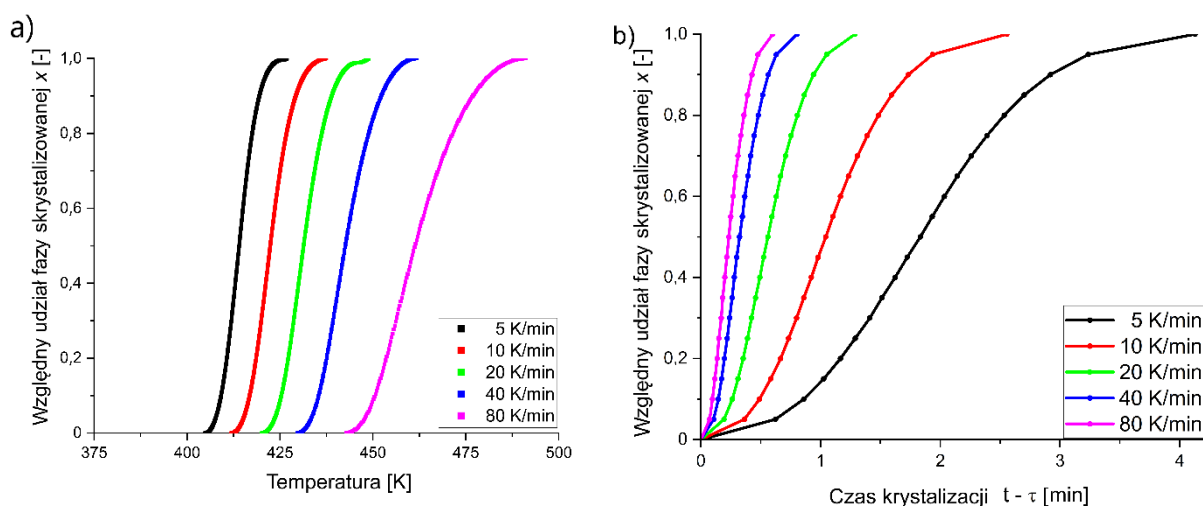 a)
Względny udział fazy skrystalizowanej x [-]
1,0
0,8
0,6
0,4
0,2
0
375
400
425
450
475
500
Temperatura [K]
5 K/min
10 K/min
20 K/min
40 K/min
80 K/min
b)
Względny udział fazy skrystalizowanej x [-]
1,0
0,8
0,6
0,4
0,2
0
0
1
2
3
4
Czas krystalizacji t - τ [min]
5 K/min
10 K/min
20 K/min
40 K/min
80 K/min